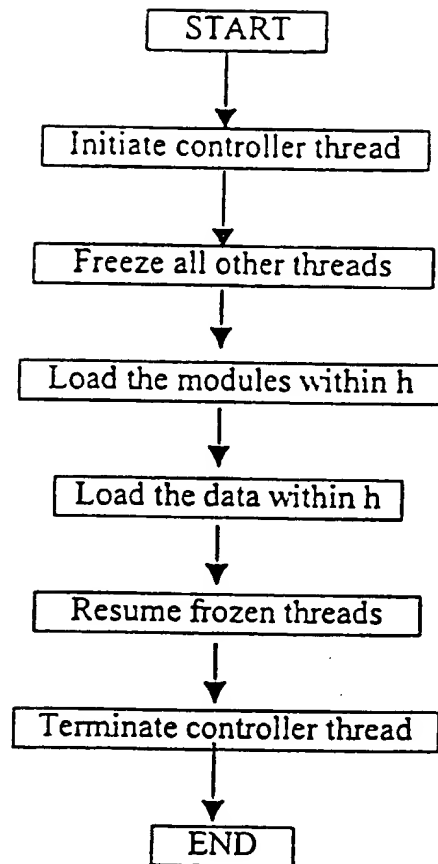 START
Initiate controller thread
Freeze all other threads
Load the modules within h
Load the data within h
Resume frozen threads
Terminate controller thread
END